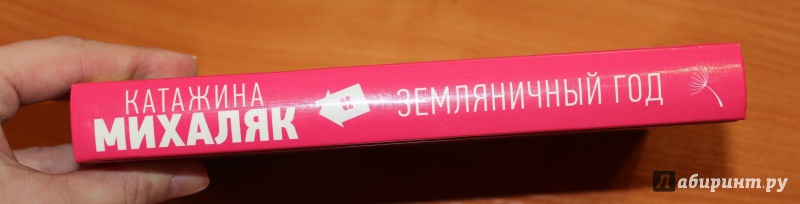 КАТАЖИНА
МИХАЛЯК
ЗЕМЛЯНИЧНЫЙ ГОД
Лабиринт.ру